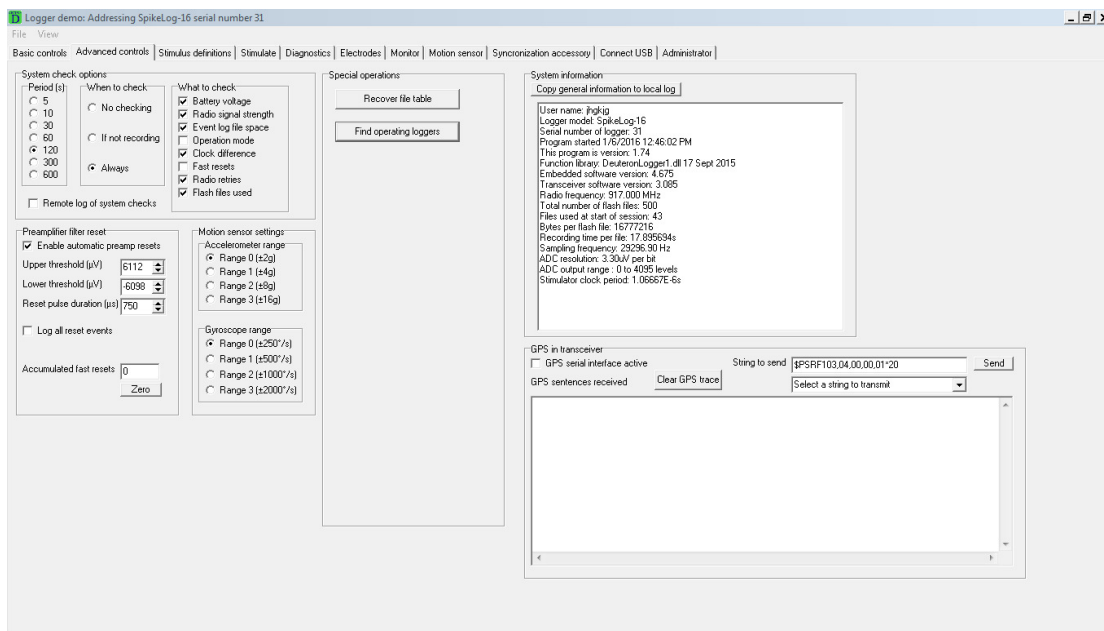 Logger demo: Addressing SpikeLog-16 serial number 31
File View
Basic controls Advanced controls Stimulus definitions Stimulate Diagnostics Electrodes Monitor Motion sensor Syncronization accessory Connect USB Administrator
System check options
Period (s)
5
10
30
60
120
300
600
When to check
No checking
If not recording
Always
What to check
Battery voltage
Radio signal strength
Event log file space
Operation mode
Clock difference
Fast resets
Radio retries
Flash files used
Remote log of system checks
Preamplifier filter reset
Enable automatic preamp resets
Upper threshold (µV) 6112
Lower threshold (µV) -6098
Reset pulse duration (µs) 750
Log all reset events
Accumulated fast resets 0
Zero
Motion sensor settings
Accelerometer range
Range 0 (±2g)
Range 1 (±4g)
Range 2 (±8g)
Range 3 (±16g)
Gyroscope range
Range 0 (±250°/s)
Range 1 (±500°/s)
Range 2 (±1000°/s)
Range 3 (±2000°/s)
Special operations
Recover file table
Find operating loggers
System information
Copy general information to local log
User name: jhgkjg
Logger model: SpikeLog-16
Serial number of logger: 31
Program started 1/6/2016 12:46:02 PM
This program is version: 1.74
Function library: DeuteronLogger1.dll 17 Sept 2015
Embedded software version: 4.675
Transceiver software version: 3.085
Radio frequency: 917.000 MHz
Total number of flash files: 500
Files used at start of session: 43
Bytes per flash file: 16777216
Recording time per file: 17.895694s
Sampling frequency: 29296.90 Hz
ADC resolution: 3.30uV per bit
ADC output range : 0 to 4095 levels
Stimulator clock period: 1.06667E-6s
GPS in transceiver
GPS serial interface active
String to send $PSRF103,04,00,00,01*20 Send
GPS sentences received Clear GPS trace Select a string to transmit